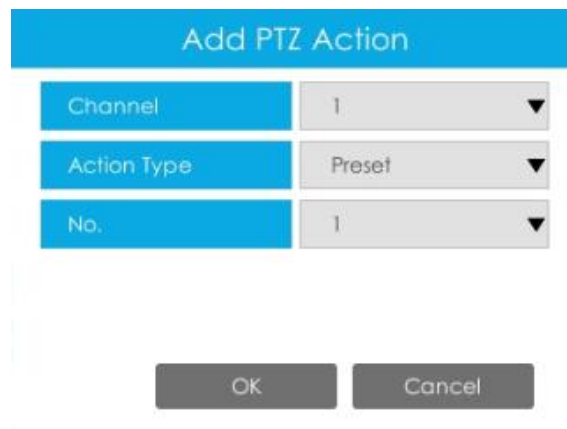 Add PTZ Action
Channel 1
Action Type Preset
No. 1
OK Cancel